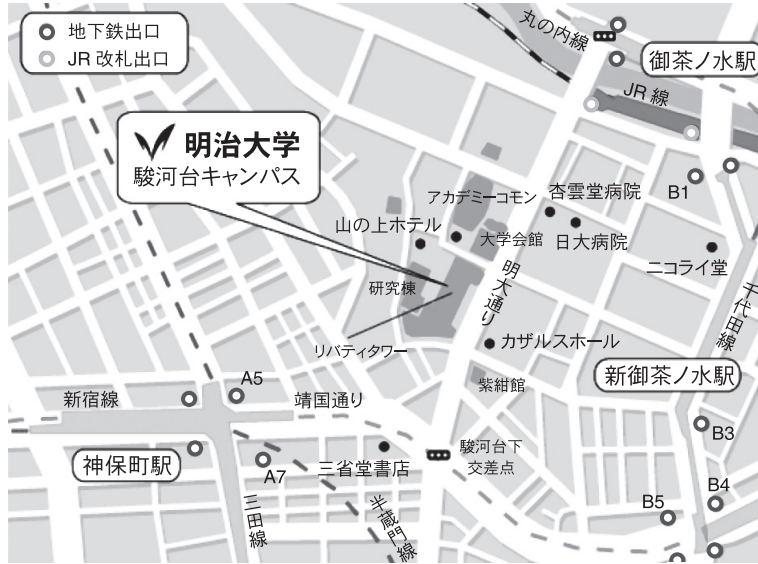 地下鉄出口
JR改札出口
丸の内線
御茶ノ水駅
JR線
明治大学
駿河台キャンパス
B1
アカデミーコモン
杏雲堂病院
山の上ホテル
大学会館
日大病院
ニコライ堂
研究棟
明大通り
千代田線
リバティタワー
カザルスホール
新御茶ノ水駅
紫紺館
A5
新宿線
靖国通り
B3
神保町駅
A7
三省堂書店
駿河台下
交差点
B4
B5
三田線
半蔵門線